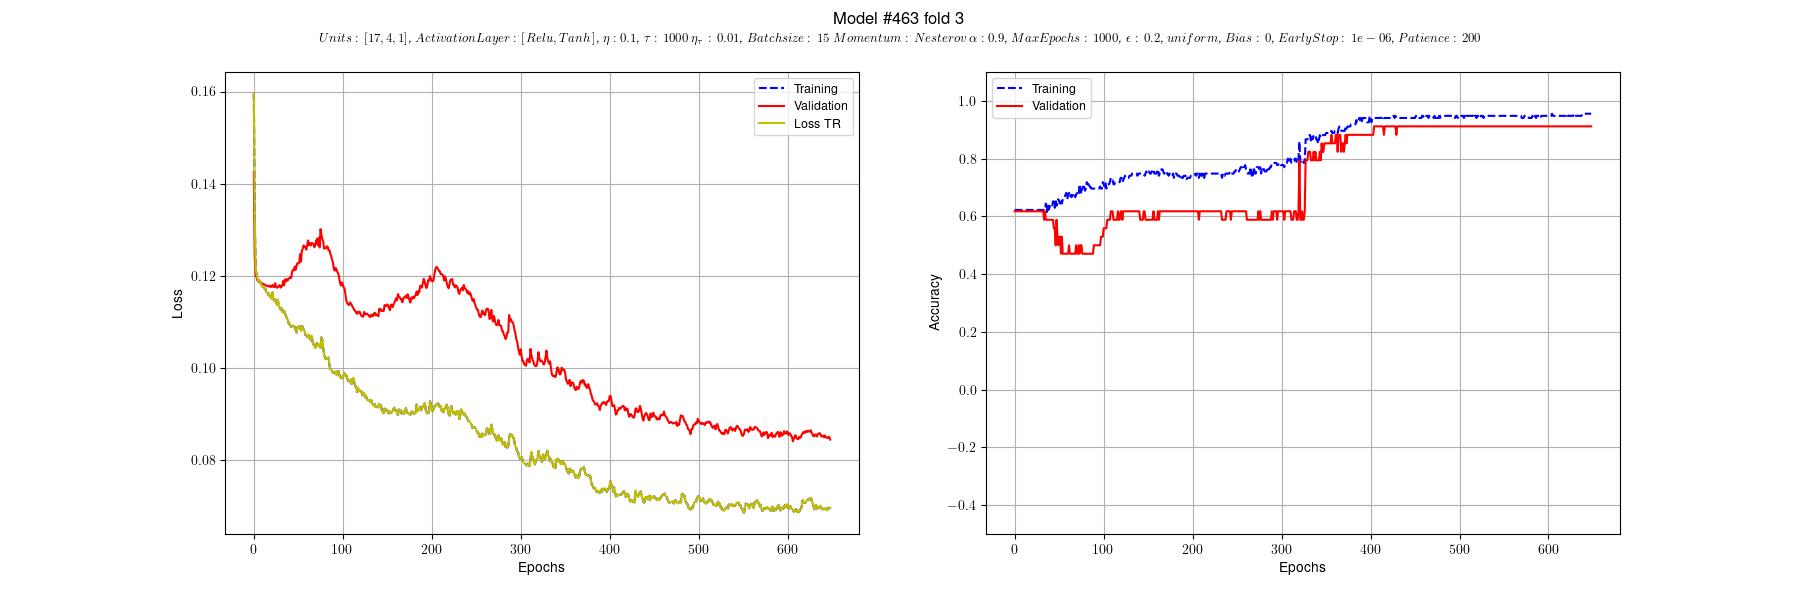 Model #463 fold 3
Units : [17, 4, 1], ActivationLayer : [Relu, Tanh], η : 0.1, τ : 1000 ητ : 0.01, Batchsize : 15 Momentum : Nesterov α : 0.9, MaxEpochs : 1000, ϵ : 0.2, uniform, Bias : 0, EarlyStop : 1e − 06, Patience : 200
Training
Validation
Loss TR
0.16
0.14
0.12
0.10
0.08
Loss
0 100 200 300 400 500 600
Epochs
Training
Validation
1.0
0.8
0.6
0.4
0.2
0.0
−0.2
−0.4
Accuracy
0 100 200 300 400 500 600
Epochs